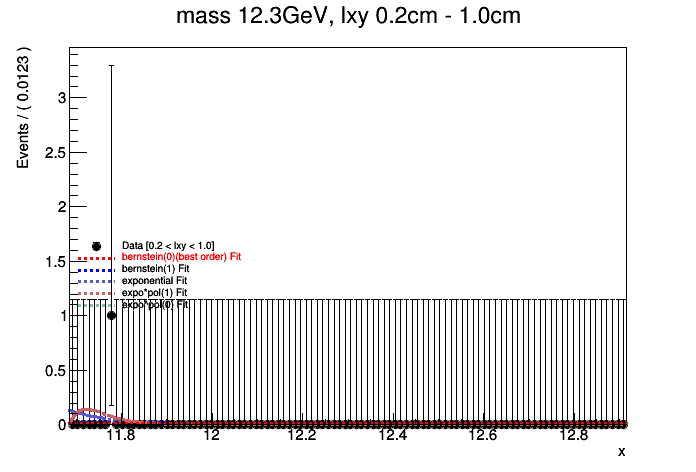 mass 12.3GeV, lxy 0.2cm - 1.0cm
Events / ( 0.0123 )
3
2.5
2
1.5
1
0.5
0
Data [0.2 < lxy < 1.0]
bernstein(0)(best order) Fit
bernstein(1) Fit
exponential Fit
expo*pol(1) Fit
expo*pol(0) Fit
11.8 12 12.2 12.4 12.6 12.8
x